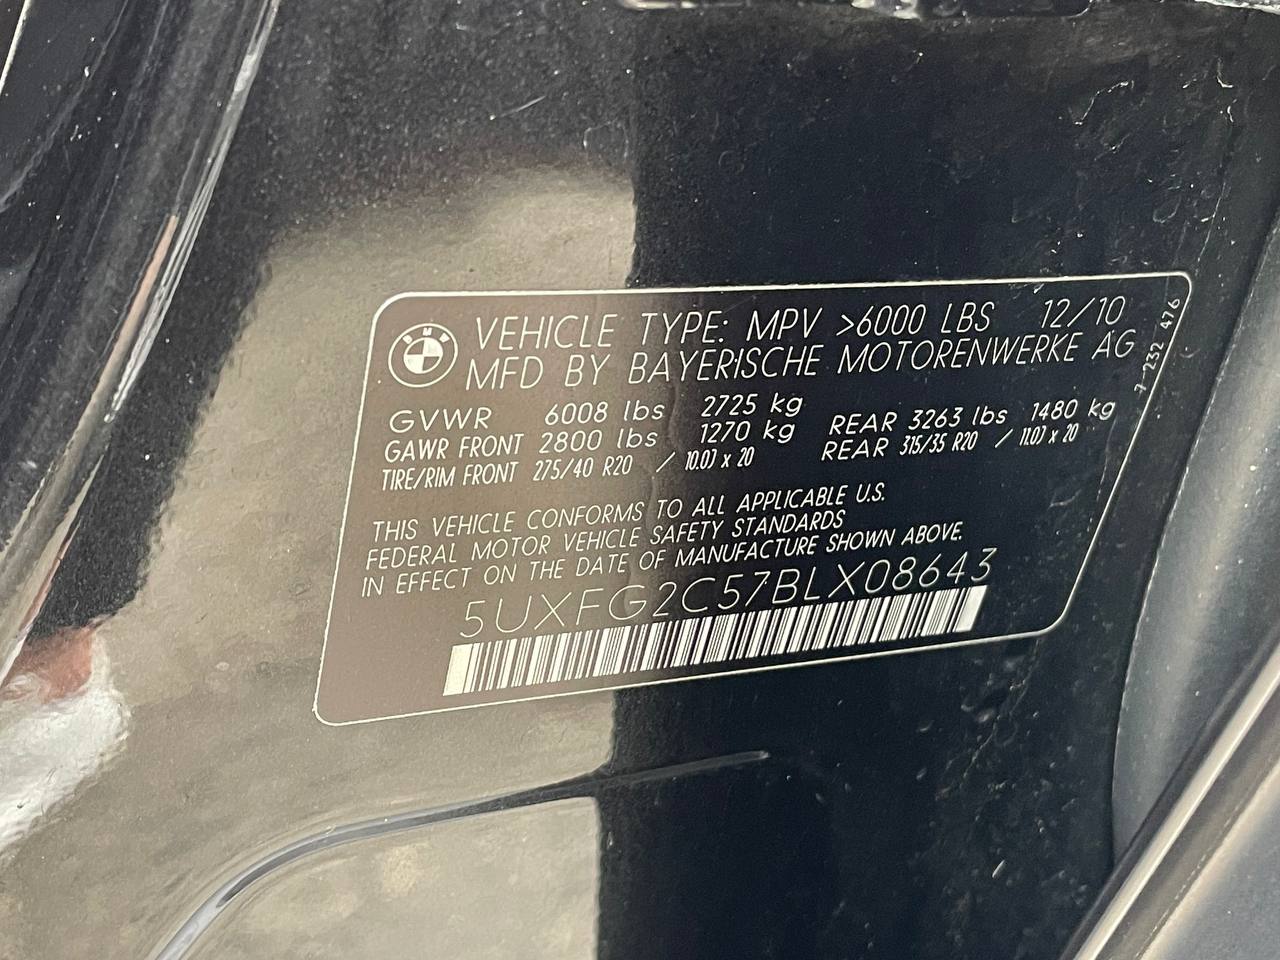 BMW
VEHICLE TYPE: MPV >6000 LBS 12/10
MFD BY BAYERISCHE MOTORENWERKE AG
7 232 476
GVWR 6008 lbs 2725 kg
GAWR FRONT 2800 lbs 1270 kg REAR 3263 lbs 1480 kg
TIRE/RIM FRONT 275/40 R20 / 10.0J x 20 REAR 315/35 R20 / 11.0J x 20
THIS VEHICLE CONFORMS TO ALL APPLICABLE U.S.
FEDERAL MOTOR VEHICLE SAFETY STANDARDS
IN EFFECT ON THE DATE OF MANUFACTURE SHOWN ABOVE.
5UXFG2C57BLX08643